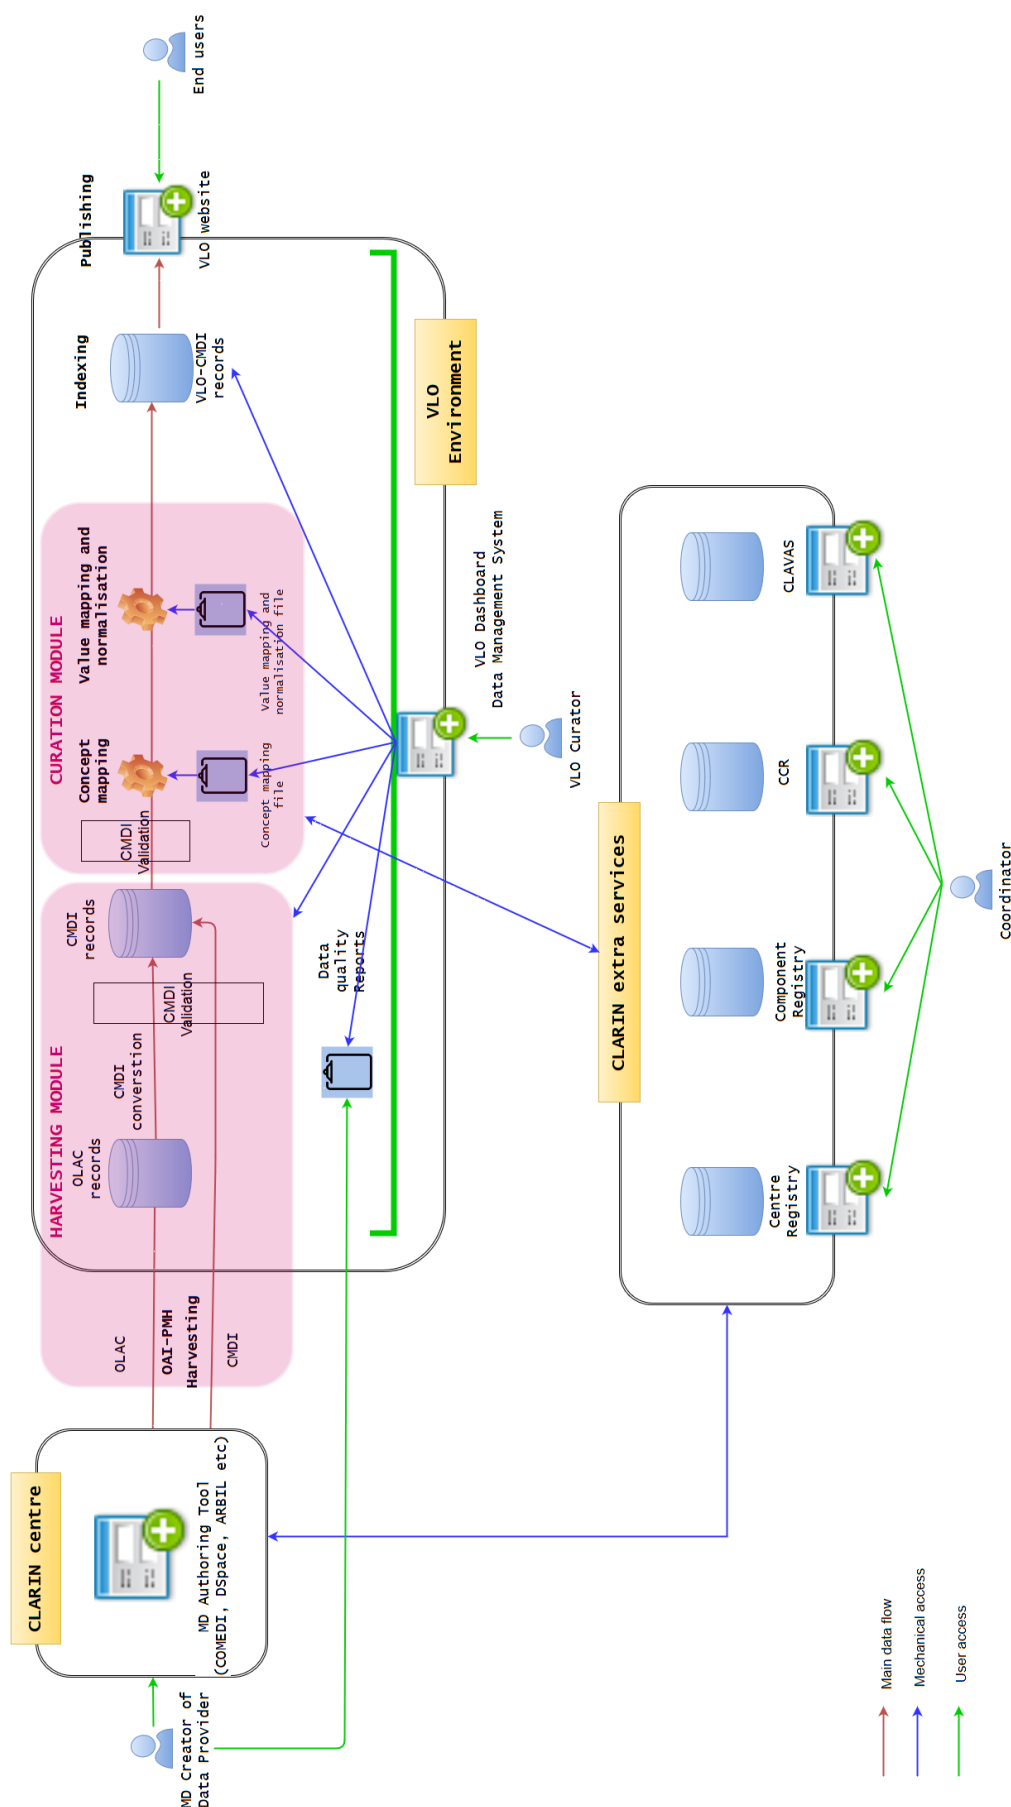 CLARIN centre
MD Authoring Tool
(COMEDI, DSpace, ARBIL etc)
MD Creator of
Data Provider
OLAC
OAI-PMH
Harvesting
CMDI
HARVESTING MODULE
OLAC
records
CMDI
converstion
CMDI
Validation
CMDI
records
CURATION MODULE
CMDI
Validation
Concept
mapping
Concept mapping
file
Value mapping and
normalisation
Value mapping and
normalisation file
Indexing
VLO-CMDI
records
Publishing
VLO website
End users
Data
quality
Reports
VLO
Environment
VLO Dashboard
Data Management System
VLO Curator
CLARIN extra services
Centre
Registry
Component
Registry
CCR
CLAVAS
Coordinator
Main data flow
Mechanical access
User access